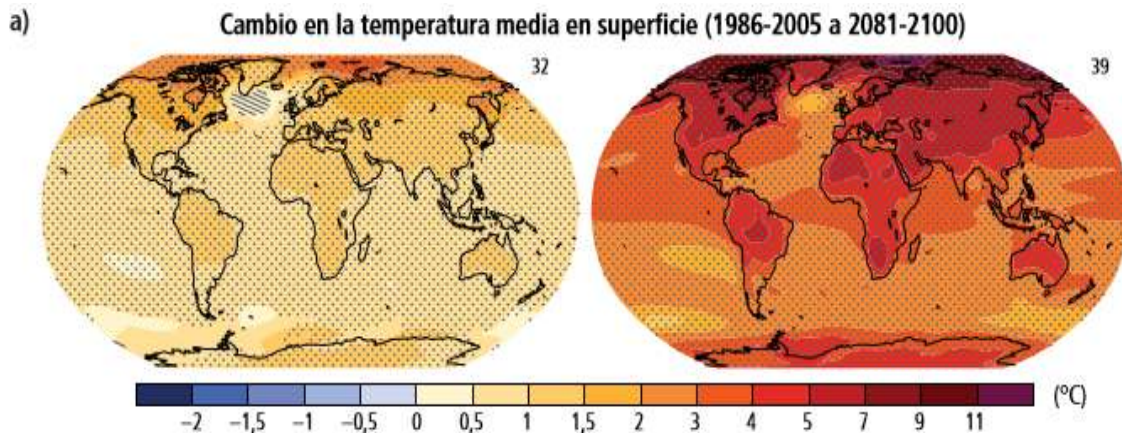 a)
Cambio en la temperatura media en superficie (1986-2005 a 2081-2100)
32
39
–2 –1,5 –1 –0,5 0 0,5 1 1,5 2 3 4 5 7 9 11 (°C)